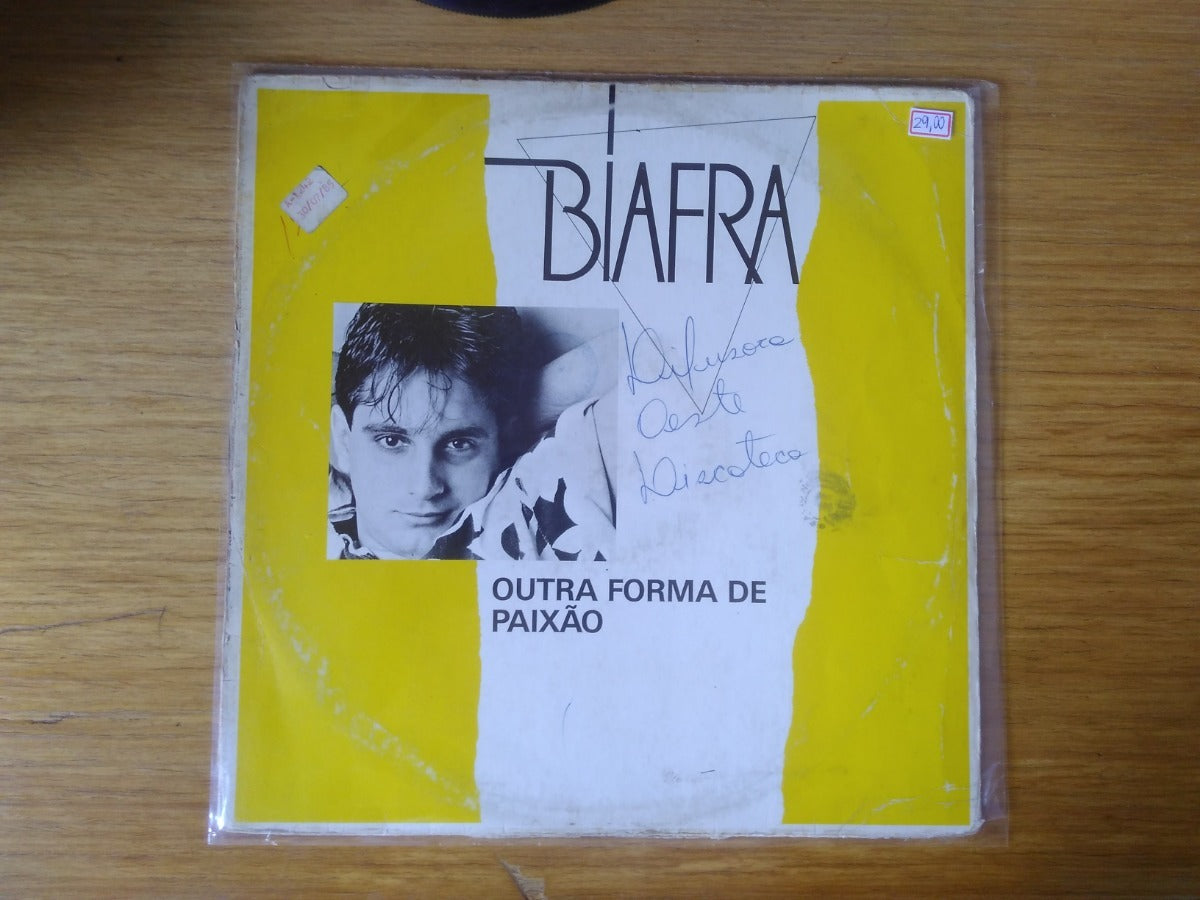 29,00
BIAFRA
Difusora
Oeste
Discoteca
OUTRA FORMA DE
PAIXÃO